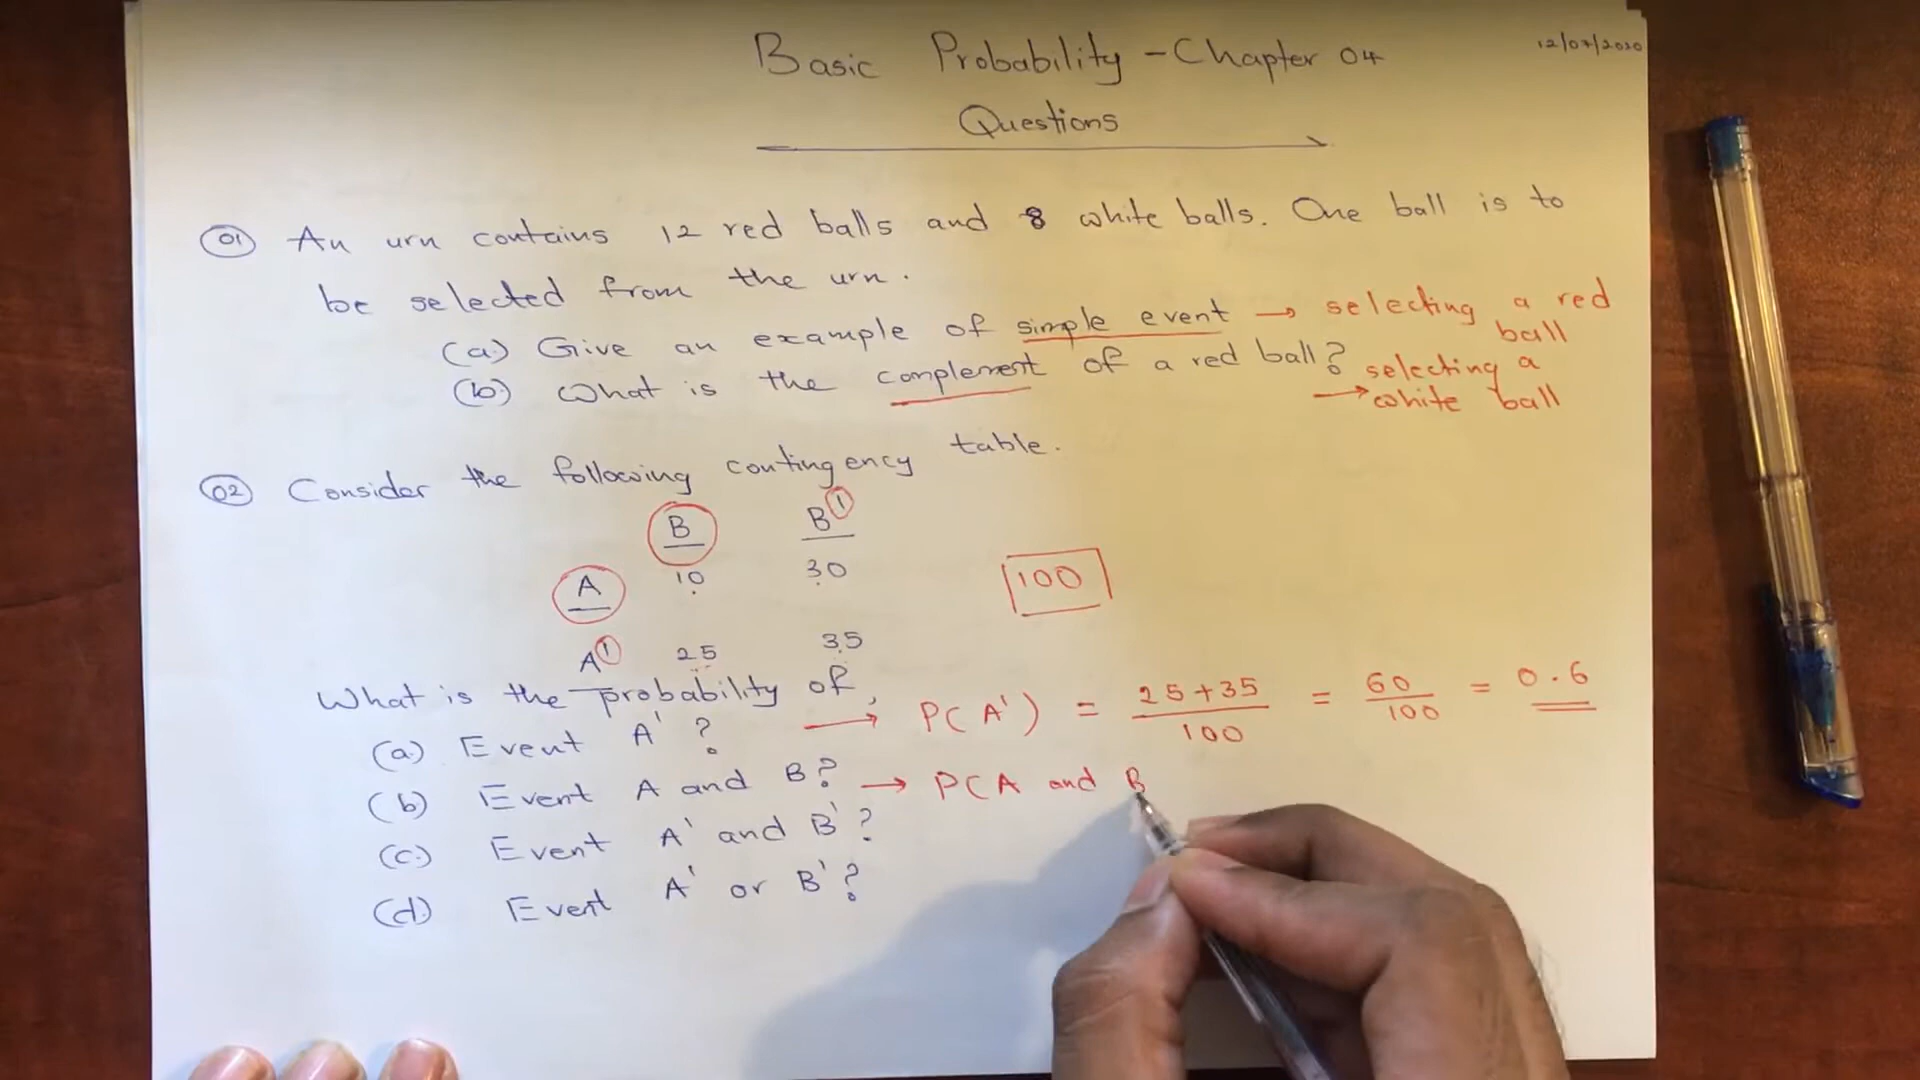 Basic Probability - Chapter 04
12/07/2020
Questions
01 An urn contains 12 red balls and 8 white balls. One ball is to
be selected from the urn.
(a) Give an example of simple event → selecting a red ball
(b) What is the complement of a red ball? → selecting a white ball
02 Consider the following contingency table.
B B'
A 10 30
100
A' 25 35
What is the probability of,
(a) Event A' ? → P(A') = 25+35 / 100 = 60 / 100 = 0.6
(b) Event A and B? → P(A and B
(c) Event A' and B'?
(d) Event A' or B'?